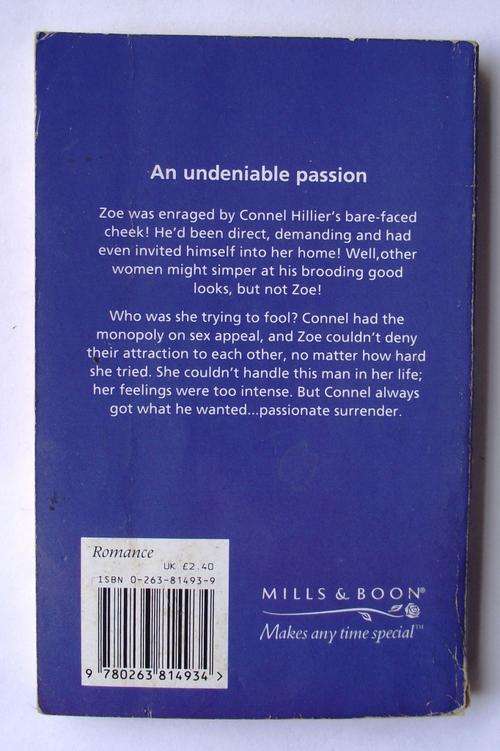 An undeniable passion
Zoe was enraged by Connel Hillier's bare-faced
cheek! He'd been direct, demanding and had
even invited himself into her home! Well,other
women might simper at his brooding good
looks, but not Zoe!
Who was she trying to fool? Connel had the
monopoly on sex appeal, and Zoe couldn't deny
their attraction to each other, no matter how hard
she tried. She couldn't handle this man in her life;
her feelings were too intense. But Connel always
got what he wanted...passionate surrender.
Romance
UK £2.40
ISBN 0-263-81493-9
9 780263 814934 >
MILLS & BOON®
Makes any time special™